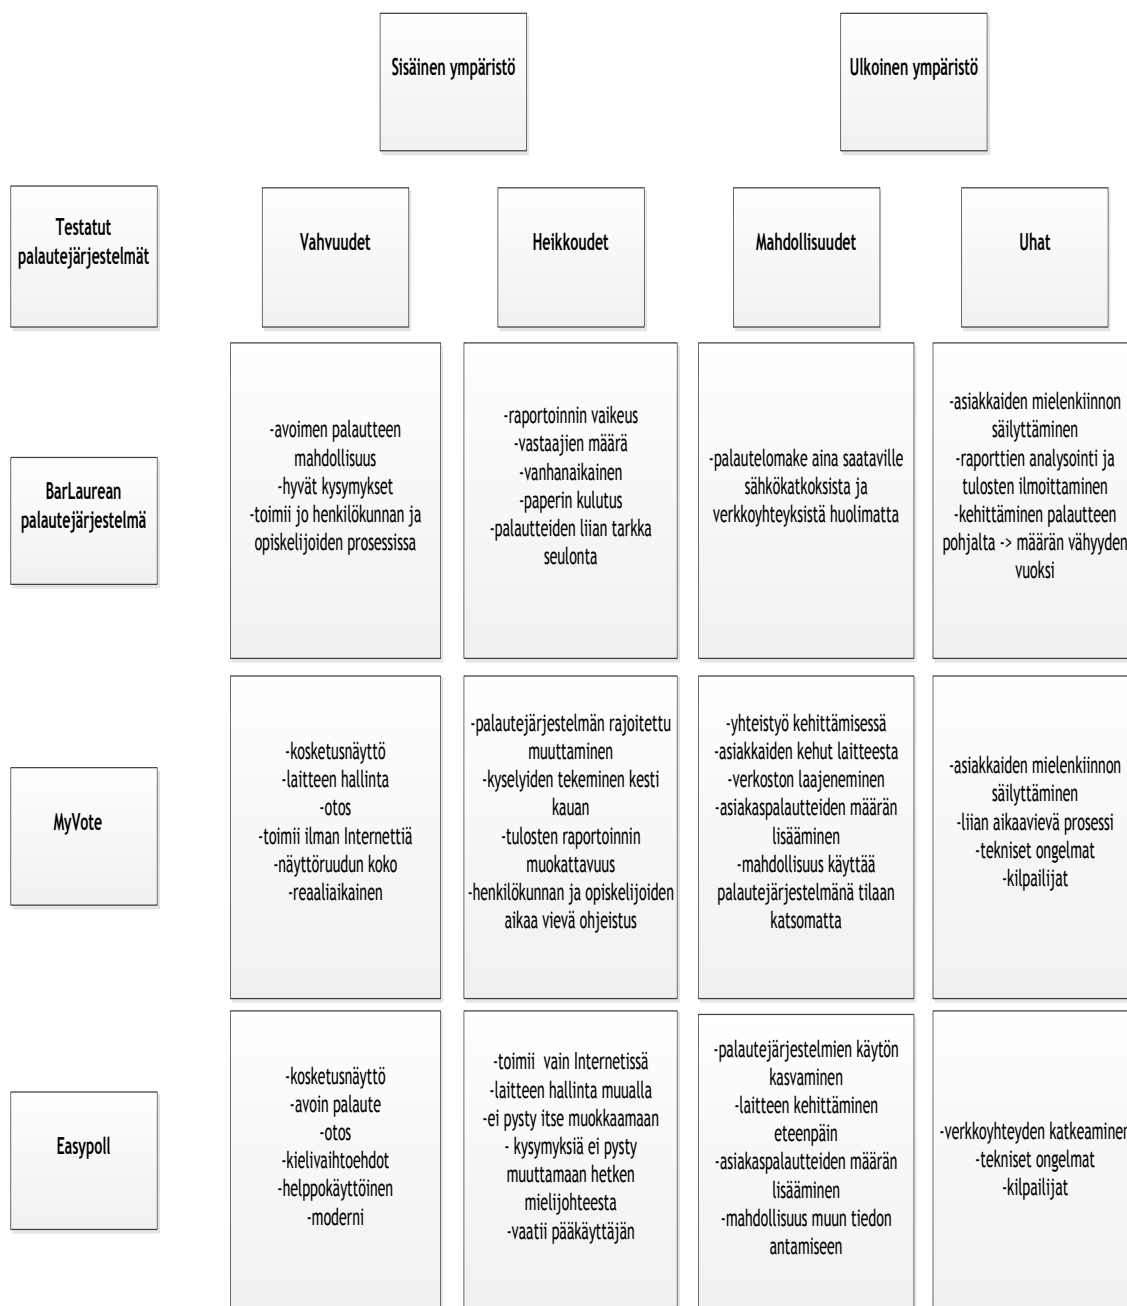 Sisäinen ympäristö
Ulkoinen ympäristö
Testatut
palautejärjestelmät
Vahvuudet
Heikkoudet
Mahdollisuudet
Uhat
BarLaurean
palautejärjestelmä
-avoimen palautteen
mahdollisuus
-hyvät kysymykset
-toimii jo henkilökunnan ja
opiskelijoiden prosessissa
-raportoinnin vaikeus
-vastaajien määrä
-vanhanaikainen
-paperin kulutus
-palautteiden liian tarkka
seulonta
-palautelomake aina saataville
sähkökatkoksista ja
verkkoyhteyksistä huolimatta
-asiakkaiden mielenkiinnon
säilyttäminen
-raporttien analysointi ja
tulosten ilmoittaminen
-kehittäminen palautteen
pohjalta -> määrän vähyyden
vuoksi
MyVote
-kosketusnäyttö
-laitteen hallinta
-otos
-toimii ilman Internettiä
-näyttöruudun koko
-reaaliaikainen
-palautejärjestelmän rajoitettu
muuttaminen
-kyselyiden tekeminen kesti
kauan
-tulosten raportoinnin
muokattavuus
-henkilökunnan ja opiskelijoiden
aikaa vievä ohjeistus
-yhteistyö kehittämisessä
-asiakkaiden kehut laitteesta
-verkoston laajeneminen
-asiakaspalautteiden määrän
lisääminen
-mahdollisuus käyttää
palautejärjestelmänä tilaan
katsomatta
-asiakkaiden mielenkiinnon
säilyttäminen
-liian aikaavievä prosessi
-tekniset ongelmat
-kilpailijat
Easypoll
-kosketusnäyttö
-avoin palaute
-otos
-kielivaihtoehdot
-helppokäyttöinen
-moderni
-toimii vain Internetissä
-laitteen hallinta muualla
-ei pysty itse muokkaamaan
- kysymyksiä ei pysty
muuttamaan hetken
mielijohteesta
-vaatii pääkäyttäjän
-palautejärjestelmien käytön
kasvaminen
-laitteen kehittäminen
eteenpäin
-asiakaspalautteiden määrän
lisääminen
-mahdollisuus muun tiedon
antamiseen
-verkkoyhteyden katkeaminen
-tekniset ongelmat
-kilpailijat